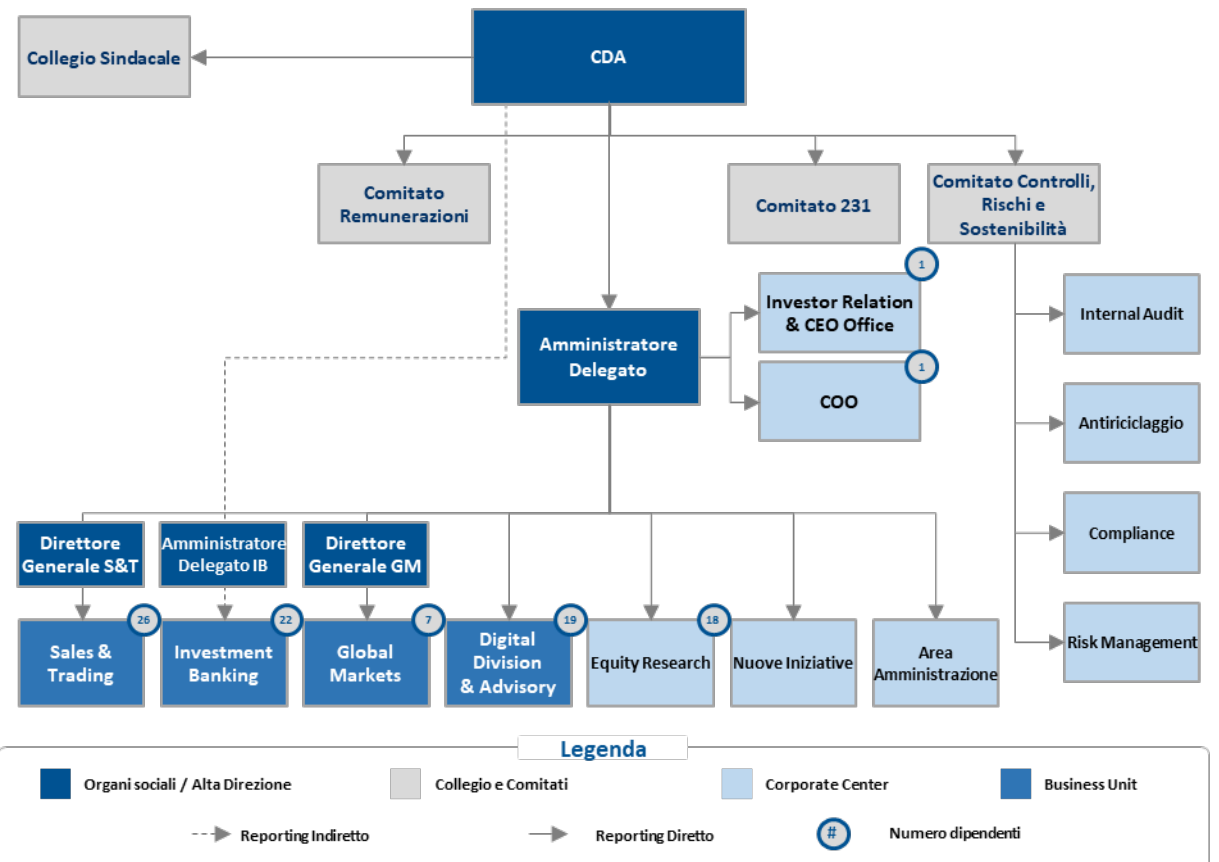 Collegio Sindacale
CDA
Comitato
Remunerazioni
Comitato 231
Comitato Controlli,
Rischi e
Sostenibilità
1
Investor Relation
& CEO Office
Internal Audit
Amministratore
Delegato
1
COO
Antiriciclaggio
Compliance
Risk Management
Direttore
Generale S&T
Amministratore
Delegato IB
Direttore
Generale GM
26
Sales &
Trading
22
Investment
Banking
7
Global
Markets
19
Digital
Division
& Advisory
18
Equity Research
Nuove Iniziative
Area
Amministrazione
Legenda
Organi sociali / Alta Direzione
Collegio e Comitati
Corporate Center
Business Unit
Reporting Indiretto
Reporting Diretto
#
Numero dipendenti